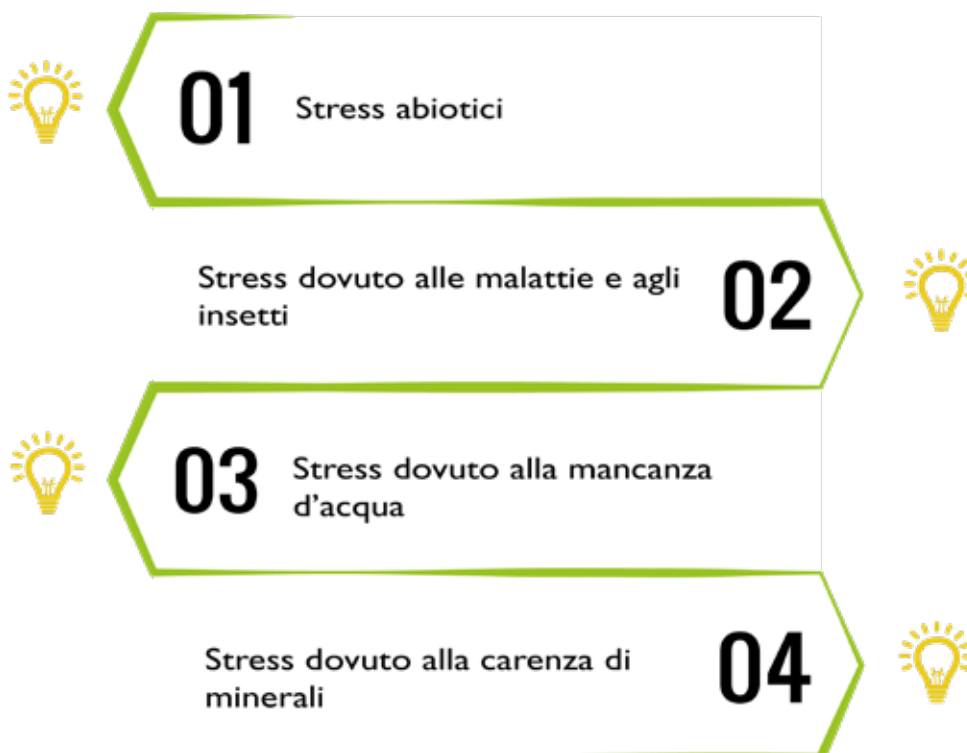 01 Stress abiotici
Stress dovuto alle malattie e agli
insetti
02
03
Stress dovuto alla mancanza
d’acqua
Stress dovuto alla carenza di
minerali
04